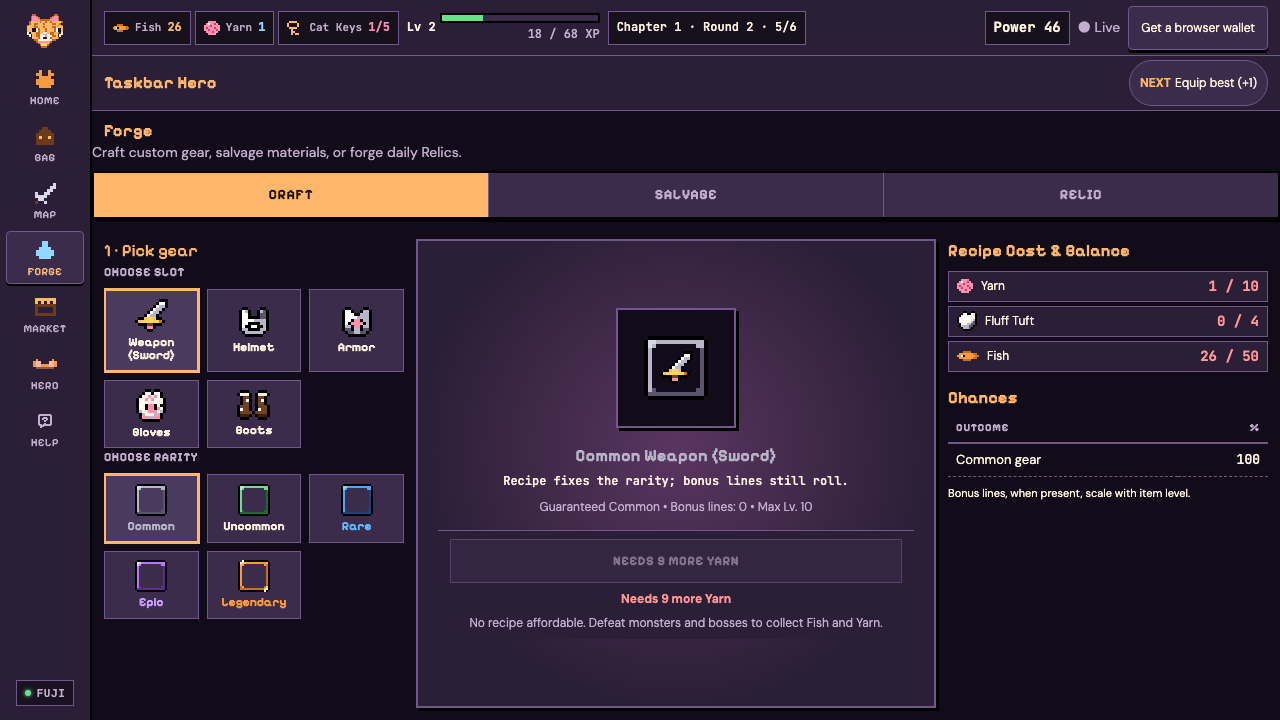 Fish 26
Yarn 1
Cat Keys 1/5
Lv 2
18 / 68 XP
Chapter 1 · Round 2 · 5/6
Power 46
Live
Get a browser wallet
HOME
BAG
MAP
FORGE
MARKET
HERO
HELP
FUJI
Taskbar Hero
NEXT Equip best (+1)
Forge
Craft custom gear, salvage materials, or forge daily Relics.
CRAFT
SALVAGE
RELIC
1 · Pick gear
CHOOSE SLOT
Weapon
(Sword)
Helmet
Armor
Gloves
Boots
CHOOSE RARITY
Common
Uncommon
Rare
Epic
Legendary
Common Weapon (Sword)
Recipe fixes the rarity; bonus lines still roll.
Guaranteed Common • Bonus lines: 0 • Max Lv. 10
NEEDS 9 MORE YARN
Needs 9 more Yarn
No recipe affordable. Defeat monsters and bosses to collect Fish and Yarn.
Recipe Cost & Balance
Yarn 1 / 10
Fluff Tuft 0 / 4
Fish 26 / 50
Chances
OUTCOME %
Common gear 100
Bonus lines, when present, scale with item level.